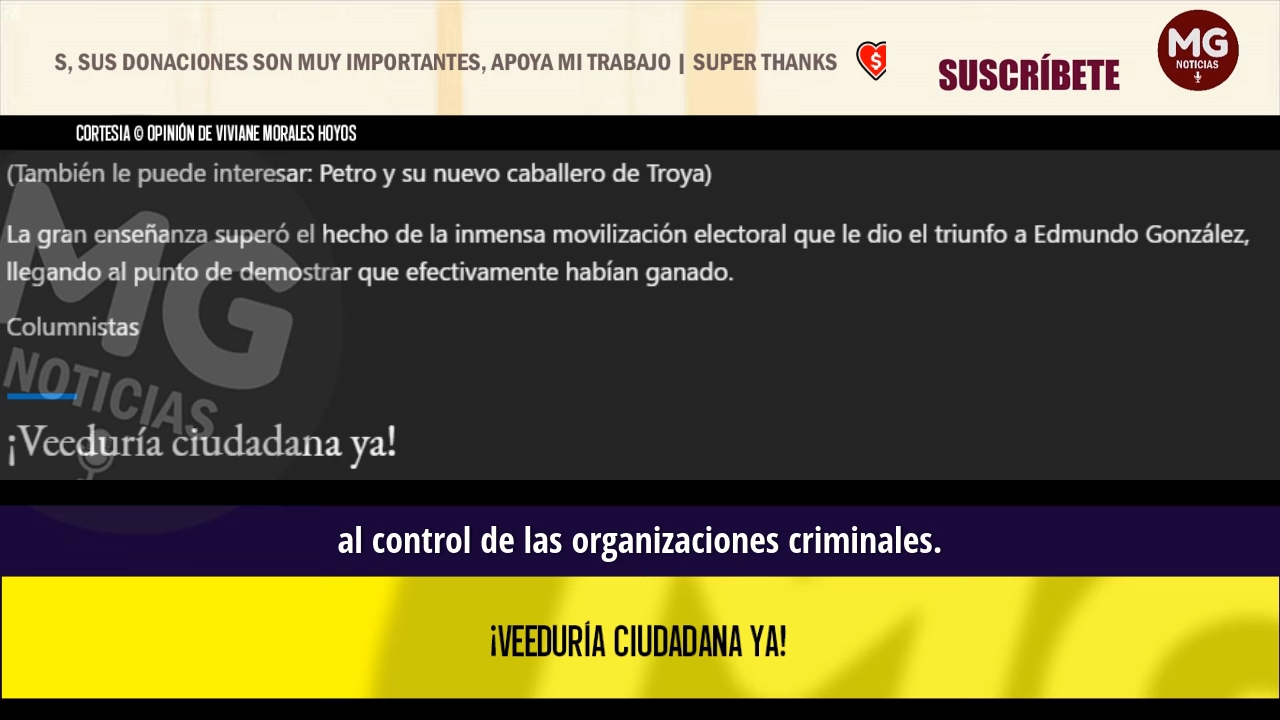 S, SUS DONACIONES SON MUY IMPORTANTES, APOYA MI TRABAJO | SUPER THANKS
SUSCRÍBETE
MG
NOTICIAS
CORTESIA © OPINIÓN DE VIVIANE MORALES HOYOS
(También le puede interesar: Petro y su nuevo caballero de Troya)
La gran enseñanza superó el hecho de la inmensa movilización electoral que le dio el triunfo a Edmundo González,
llegando al punto de demostrar que efectivamente habían ganado.
Columnistas
MG
NOTICIAS
¡Veeduría ciudadana ya!
al control de las organizaciones criminales.
¡VEEDURÍA CIUDADANA YA!